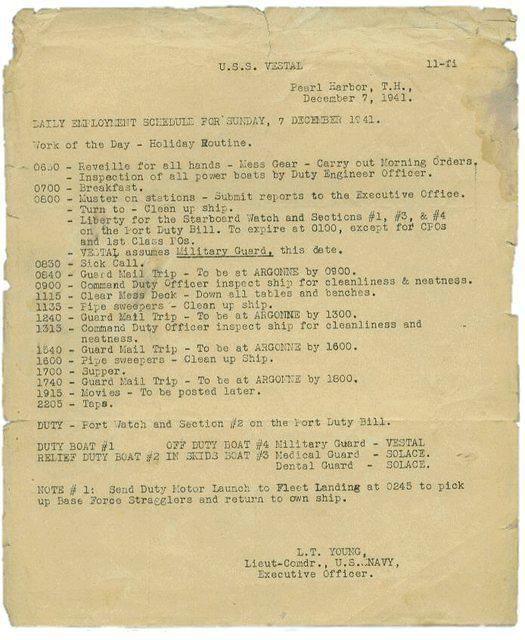 U.S.S. VESTAL 11-fi
Pearl Harbor, T.H.,
December 7, 1941.
DAILY EMPLOYMENT SCHEDULE FOR SUNDAY, 7 DECEMBER 1941.
Work of the Day - Holiday Routine.
0630 - Reveille for all hands - Mess Gear - Carry out Morning Orders.
- Inspection of all power boats by Duty Engineer Officer.
0700 - Breakfast.
0800 - Muster on stations - Submit reports to the Executive Office.
- Turn to - Clean up ship.
- Liberty for the Starboard Watch and Sections #1, #3, & #4
on the Port Duty Bill. To expire at 0100, except for CPOs
and 1st Class POs.
- VESTAL assumes Military Guard, this date.
0830 - Sick Call.
0840 - Guard Mail Trip - To be at ARGONNE by 0900.
0900 - Command Duty Officer inspect ship for cleanliness & neatness.
1115 - Clear Mess Deck - Down all tables and benches.
1135 - Pipe sweepers - Clean up ship.
1240 - Guard Mail Trip - To be at ARGONNE by 1300.
1315 - Command Duty Officer inspect ship for cleanliness and
neatness.
1540 - Guard Mail Trip - To be at ARGONNE by 1600.
1600 - Pipe sweepers - Clean up Ship.
1700 - Supper.
1740 - Guard Mail Trip - To be at ARGONNE by 1800.
1915 - Movies - To be posted later.
2205 - Taps.
DUTY - Port Watch and Section #2 on the Port Duty Bill.
DUTY BOAT #1 OFF DUTY BOAT #4 Military Guard - VESTAL
RELIEF DUTY BOAT #2 IN SKIDS BOAT #3 Medical Guard - SOLACE.
Dental Guard - SOLACE.
NOTE # 1: Send Duty Motor Launch to Fleet Landing at 0245 to pick
up Base Force Stragglers and return to own ship.
L.T. YOUNG,
Lieut-Comdr., U.S. NAVY,
Executive Officer.